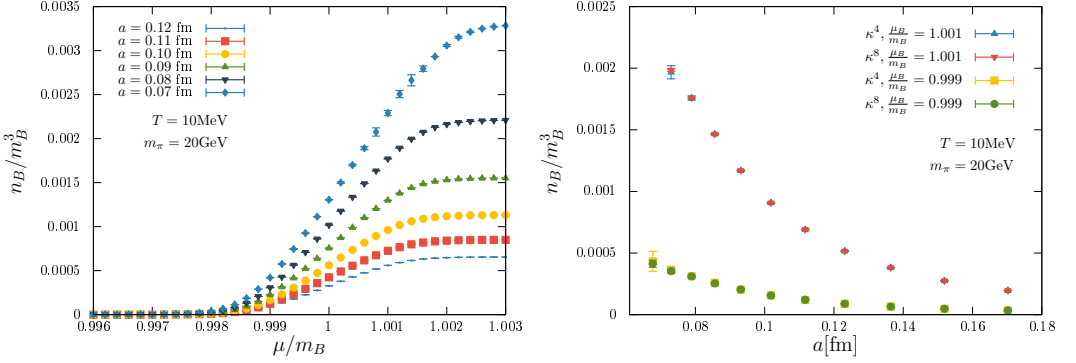 0.0035
0.003
0.0025
0.002
0.0015
0.001
0.0005
0
n_B/m_B^3
a = 0.12 fm
a = 0.11 fm
a = 0.10 fm
a = 0.09 fm
a = 0.08 fm
a = 0.07 fm
T = 10MeV
m_π = 20GeV
0.996 0.997 0.998 0.999 1 1.001 1.002 1.003
μ/m_B
0.0025
0.002
0.0015
0.001
0.0005
0
n_B/m_B^3
κ^4, μ_B/m_B = 1.001
κ^8, μ_B/m_B = 1.001
κ^4, μ_B/m_B = 0.999
κ^8, μ_B/m_B = 0.999
T = 10MeV
m_π = 20GeV
0.08 0.1 0.12 0.14 0.16 0.18
a[fm]